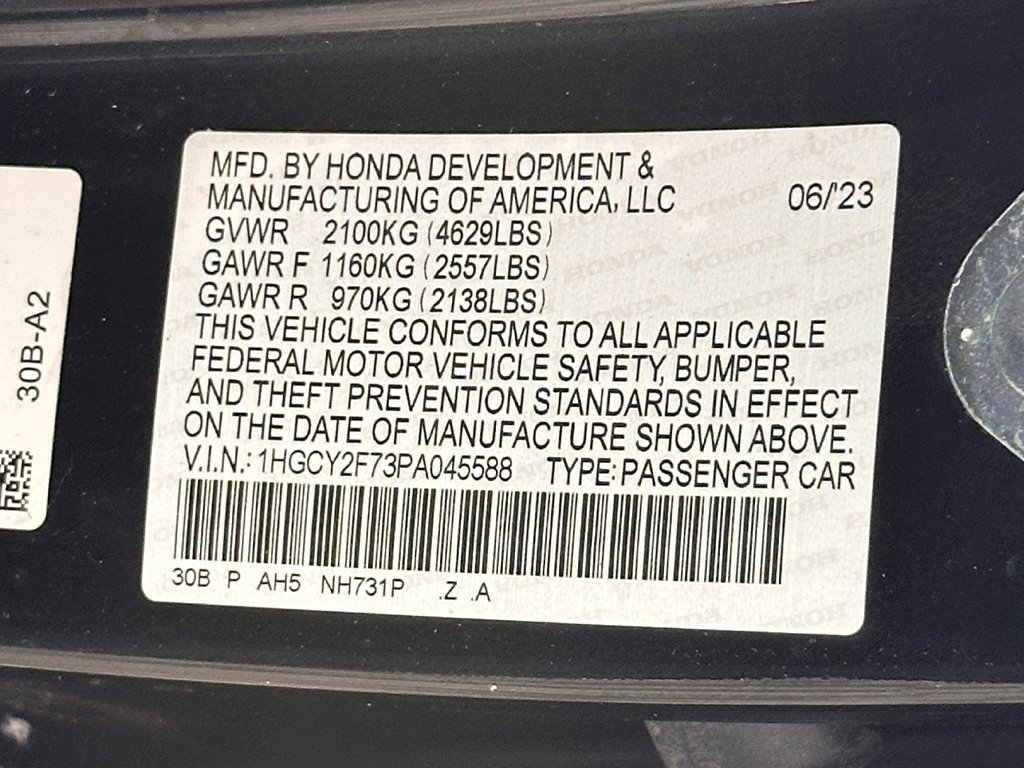 MFD. BY HONDA DEVELOPMENT &
MANUFACTURING OF AMERICA, LLC 06/'23
GVWR 2100KG (4629LBS)
GAWR F 1160KG (2557LBS)
GAWR R 970KG (2138LBS)
THIS VEHICLE CONFORMS TO ALL APPLICABLE
FEDERAL MOTOR VEHICLE SAFETY, BUMPER,
AND THEFT PREVENTION STANDARDS IN EFFECT
ON THE DATE OF MANUFACTURE SHOWN ABOVE.
V.I.N.: 1HGCY2F73PA045588 TYPE: PASSENGER CAR
30B P AH5 NH731P .Z .A
30B-A2